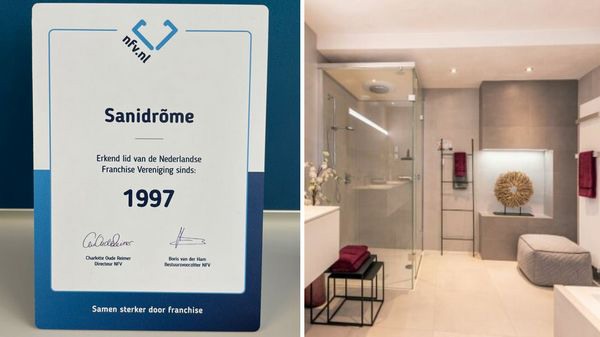 nfv.nl
Sanidrõme
Erkend lid van de Nederlandse
Franchise Vereniging sinds:
1997
Charlotte Oude Reimer
Directeur NFV
Boris van der Ham
Bestuursvoorzitter NFV
Samen sterker door franchise